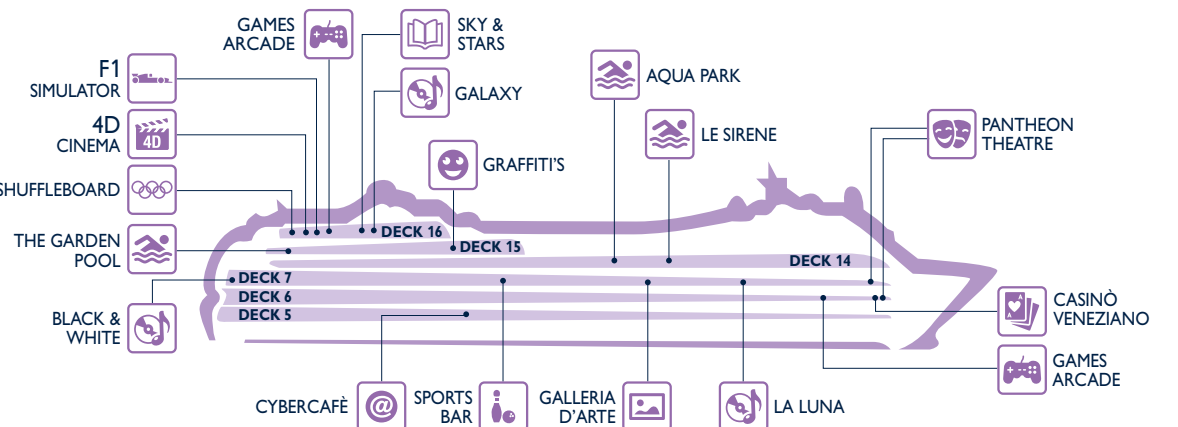 GAMES
ARCADE
SKY &
STARS
F1
SIMULATOR
GALAXY
AQUA PARK
4D
CINEMA
4D
LE SIRENE
PANTHEON
THEATRE
GRAFFITI'S
SHUFFLEBOARD
THE GARDEN
POOL
DECK 16
DECK 15
DECK 14
DECK 7
DECK 6
DECK 5
BLACK &
WHITE
CASINÒ
VENEZIANO
GAMES
ARCADE
CYBERCAFÈ
@
SPORTS
BAR
GALLERIA
D'ARTE
LA LUNA